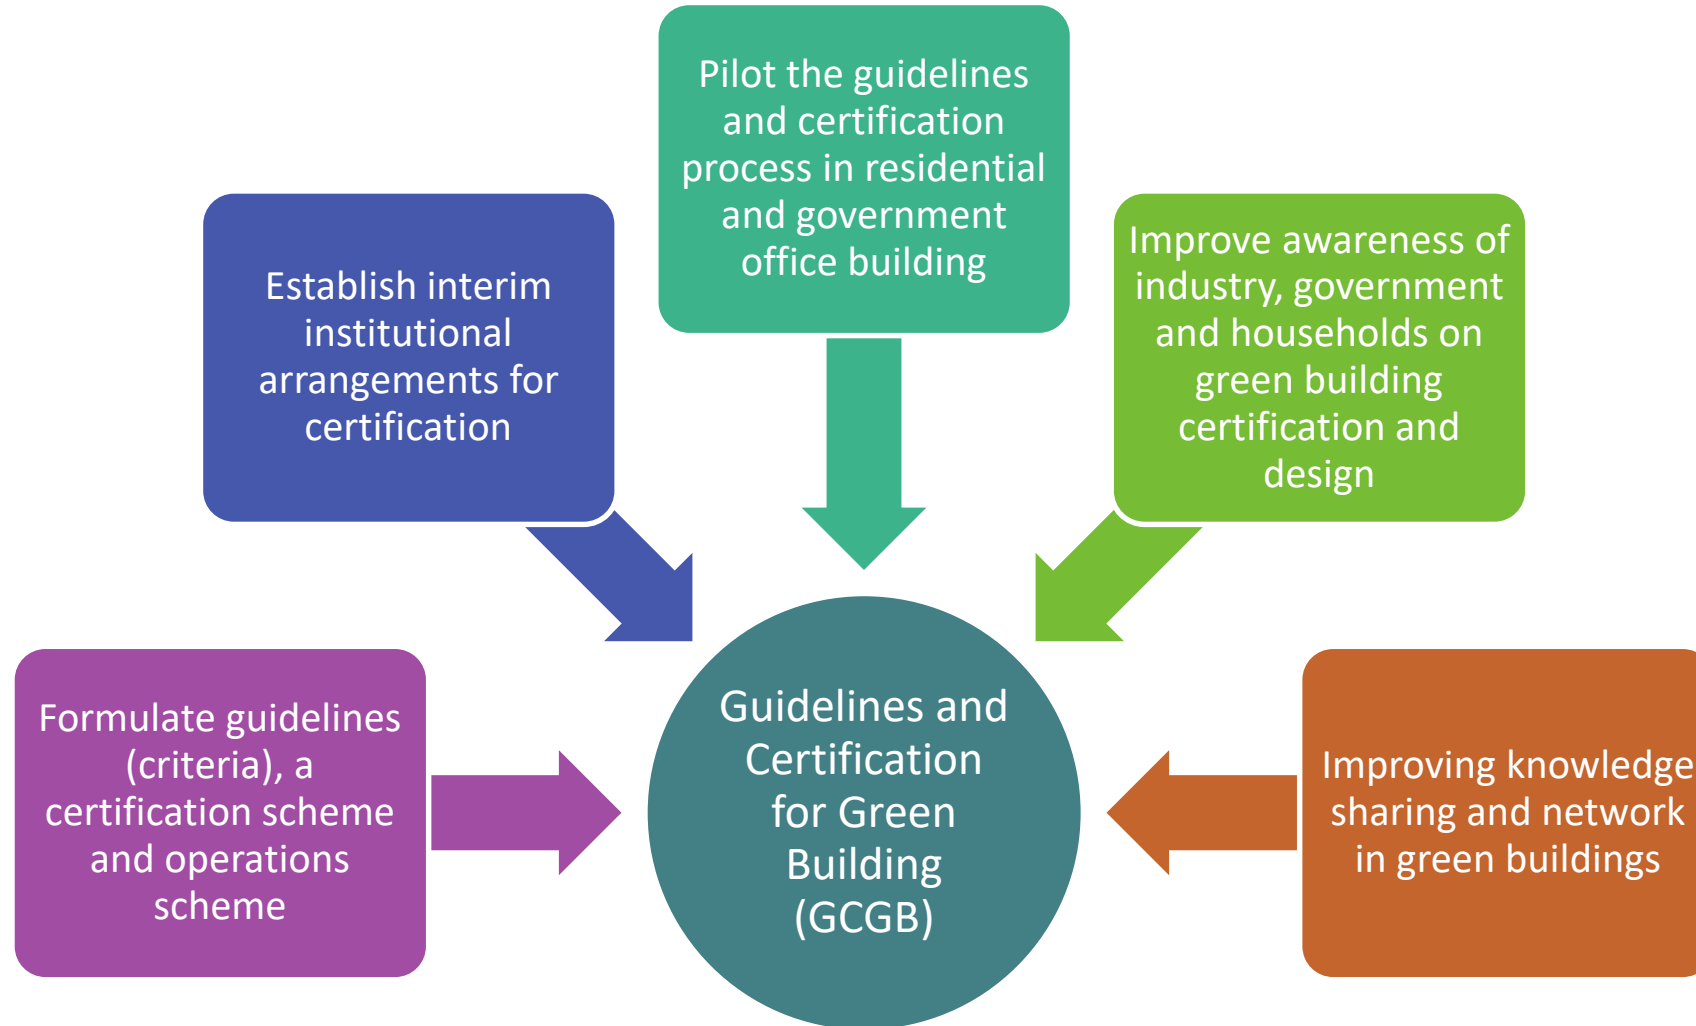 Pilot the guidelines
and certification
process in residential
and government
office building
Establish interim
institutional
arrangements for
certification
Improve awareness of
industry, government
and households on
green building
certification and
design
Formulate guidelines
(criteria), a
certification scheme
and operations
scheme
Guidelines and
Certification
for Green
Building
(GCGB)
Improving knowledge
sharing and network
in green buildings